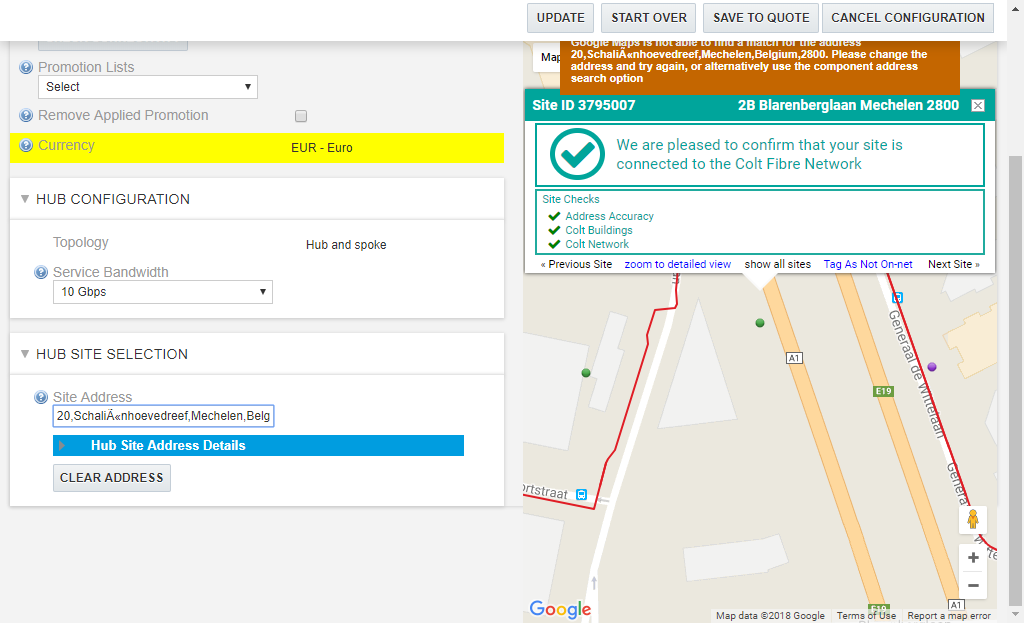 UPDATE
START OVER
SAVE TO QUOTE
CANCEL CONFIGURATION
Promotion Lists
Select
Remove Applied Promotion
Currency
EUR - Euro
HUB CONFIGURATION
Topology
Hub and spoke
Service Bandwidth
10 Gbps
HUB SITE SELECTION
Site Address
20,SchaliÃ«nhoevedreef,Mechelen,Belg
Hub Site Address Details
CLEAR ADDRESS
Map
Google Maps is not able to find a match for the address
20,SchaliÃ«nhoevedreef,Mechelen,Belgium,2800. Please change the
address and try again, or alternatively use the component address
search option
Site ID 3795007
2B Blarenberglaan Mechelen 2800
We are pleased to confirm that your site is
connected to the Colt Fibre Network
Site Checks
Address Accuracy
Colt Buildings
Colt Network
« Previous Site
zoom to detailed view
show all sites
Tag As Not On-net
Next Site »
Generaal de Wittelaan
A1
E19
ortstraat
Genera
A1
E19
Google
Map data ©2018 Google
Terms of Use
Report a map error